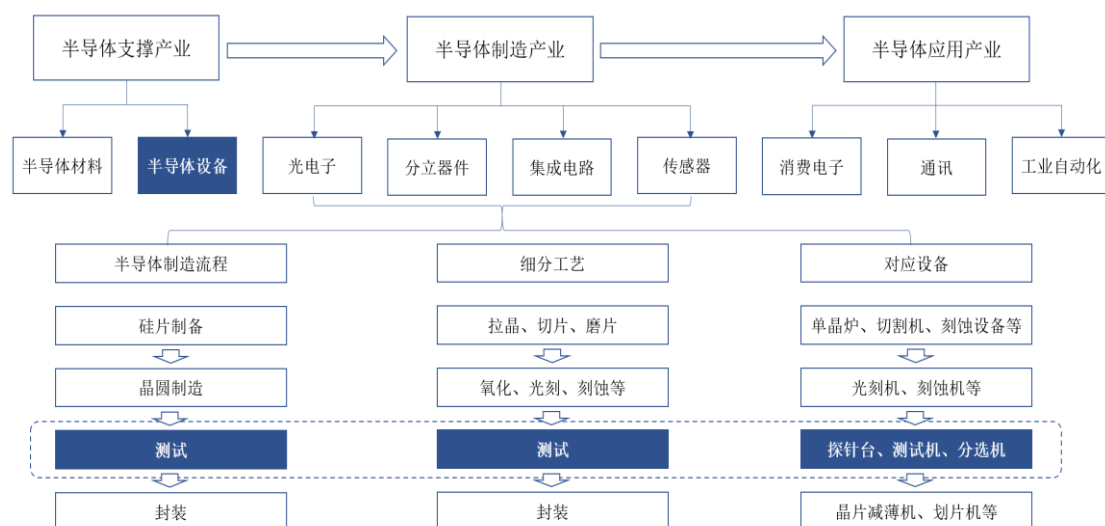 半导体支撑产业
半导体制造产业
半导体应用产业
半导体材料
半导体设备
光电子
分立器件
集成电路
传感器
消费电子
通讯
工业自动化
半导体制造流程
细分工艺
对应设备
硅片制备
拉晶、切片、磨片
单晶炉、切割机、刻蚀设备等
晶圆制造
氧化、光刻、刻蚀等
光刻机、刻蚀机等
测试
测试
探针台、测试机、分选机
封装
封装
晶片减薄机、划片机等